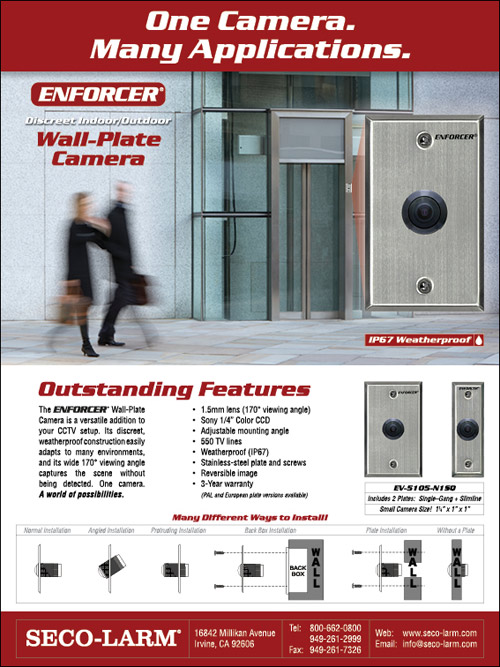 One Camera.
Many Applications.
ENFORCER®
Discreet Indoor/Outdoor
Wall-Plate
Camera
ENFORCER®
IP67 Weatherproof
Outstanding Features
The ENFORCER® Wall-Plate
Camera is a versatile addition to
your CCTV setup. Its discreet,
weatherproof construction easily
adapts to many environments,
and its wide 170° viewing angle
captures the scene without
being detected. One camera.
A world of possibilities.
• 1.5mm lens (170° viewing angle)
• Sony 1/4" Color CCD
• Adjustable mounting angle
• 550 TV lines
• Weatherproof (IP67)
• Stainless-steel plate and screws
• Reversible image
• 3-Year warranty
(PAL and European plate versions available)
ENFORCER
ENFORCER
EV-5105-N1SQ
Includes 2 Plates: Single-Gang + Slimline
Small Camera Size! 1¼" x 1" x 1"
Many Different Ways to Install!
Normal Installation
Angled Installation
Protruding Installation
Back Box Installation
Plate Installation
Without a Plate
BACK
BOX
WALL
WALL
WALL
SECO-LARM®
16842 Millikan Avenue
Irvine, CA 92606
Tel: 800-662-0800
949-261-2999
Fax: 949-261-7326
Web: www.seco-larm.com
Email: info@seco-larm.com